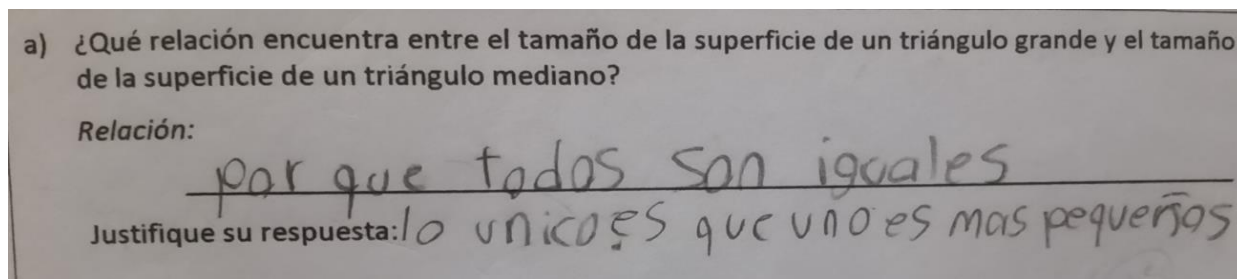 a) ¿Qué relación encuentra entre el tamaño de la superficie de un triángulo grande y el tamaño
de la superficie de un triángulo mediano?
Relación:
por que todos son iguales
Justifique su respuesta: lo unico es que uno es mas pequeños